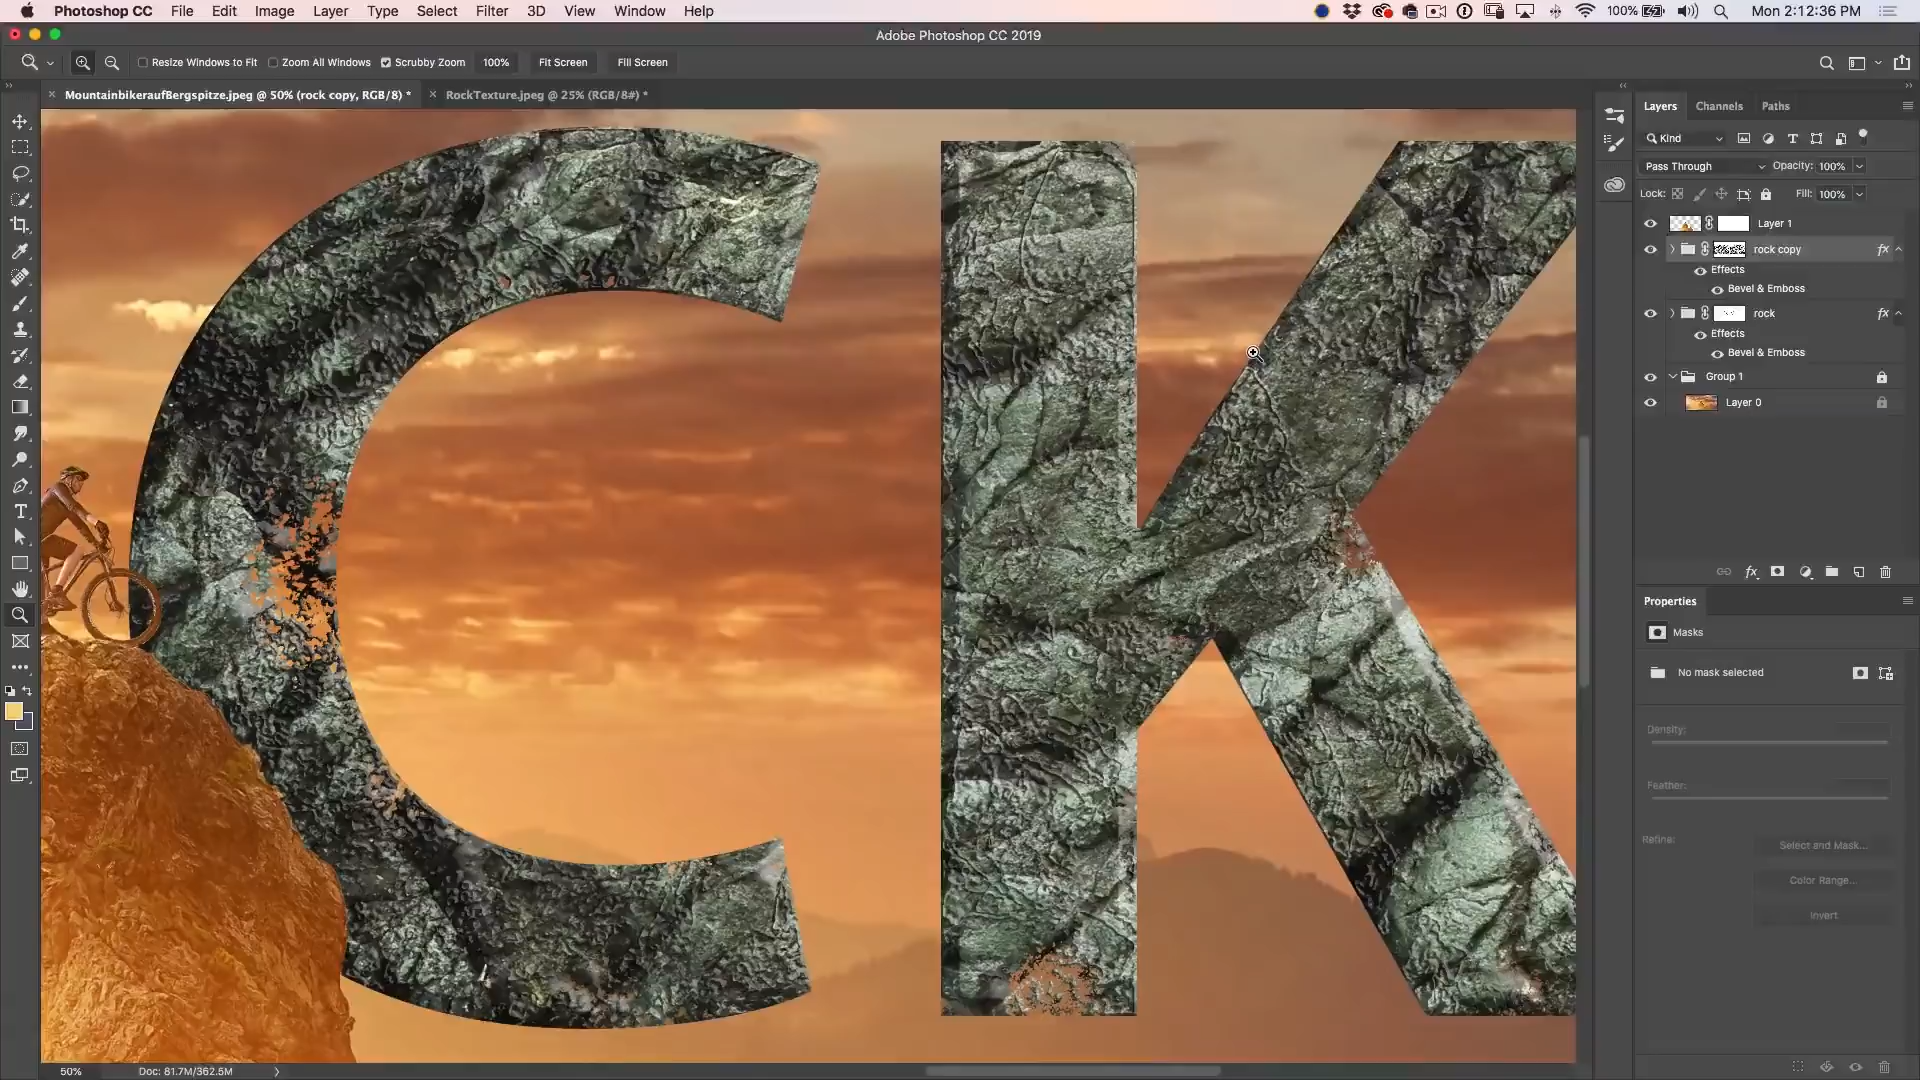 Photoshop CC File Edit Image Layer Type Select Filter 3D View Window Help 100% Mon 2:12:36 PM
Adobe Photoshop CC 2019
Resize Windows to Fit Zoom All Windows Scrubby Zoom 100% Fit Screen Fill Screen
MountainbikeraufBergspitze.jpeg @ 50% (rock copy, RGB/8) * RockTexture.jpeg @ 25% (RGB/8#) *
Layers Channels Paths
Kind
Pass Through Opacity: 100%
Lock: Fill: 100%
Layer 1
rock copy fx
Effects
Bevel & Emboss
rock fx
Effects
Bevel & Emboss
Group 1
Layer 0
fx
Properties
Masks
No mask selected
Density:
Feather:
Refine: Select and Mask...
Color Range...
Invert
CK
50% Doc: 81.7M/362.5M